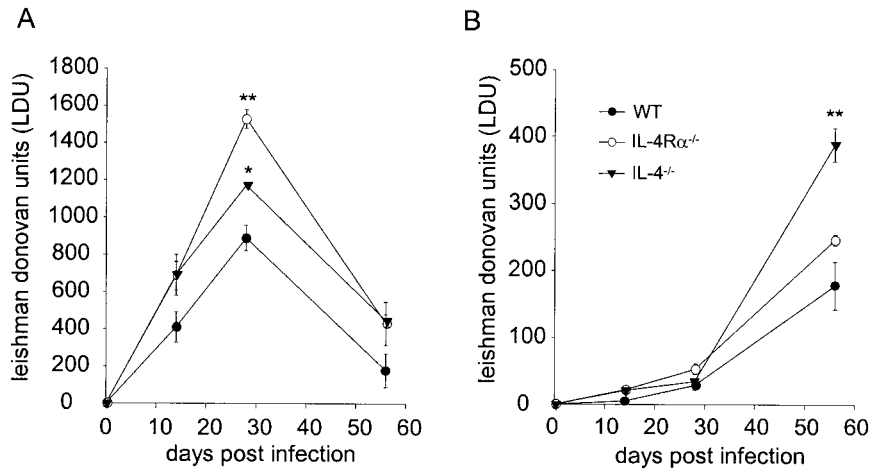 A
leishman donovan units (LDU)
1800
1600
1400
1200
1000
800
600
400
200
0
**
*
0 10 20 30 40 50 60
days post infection
B
leishman donovan units (LDU)
500
400
300
200
100
0
WT
IL-4Rα-/-
IL-4-/-
**
0 10 20 30 40 50 60
days post infection